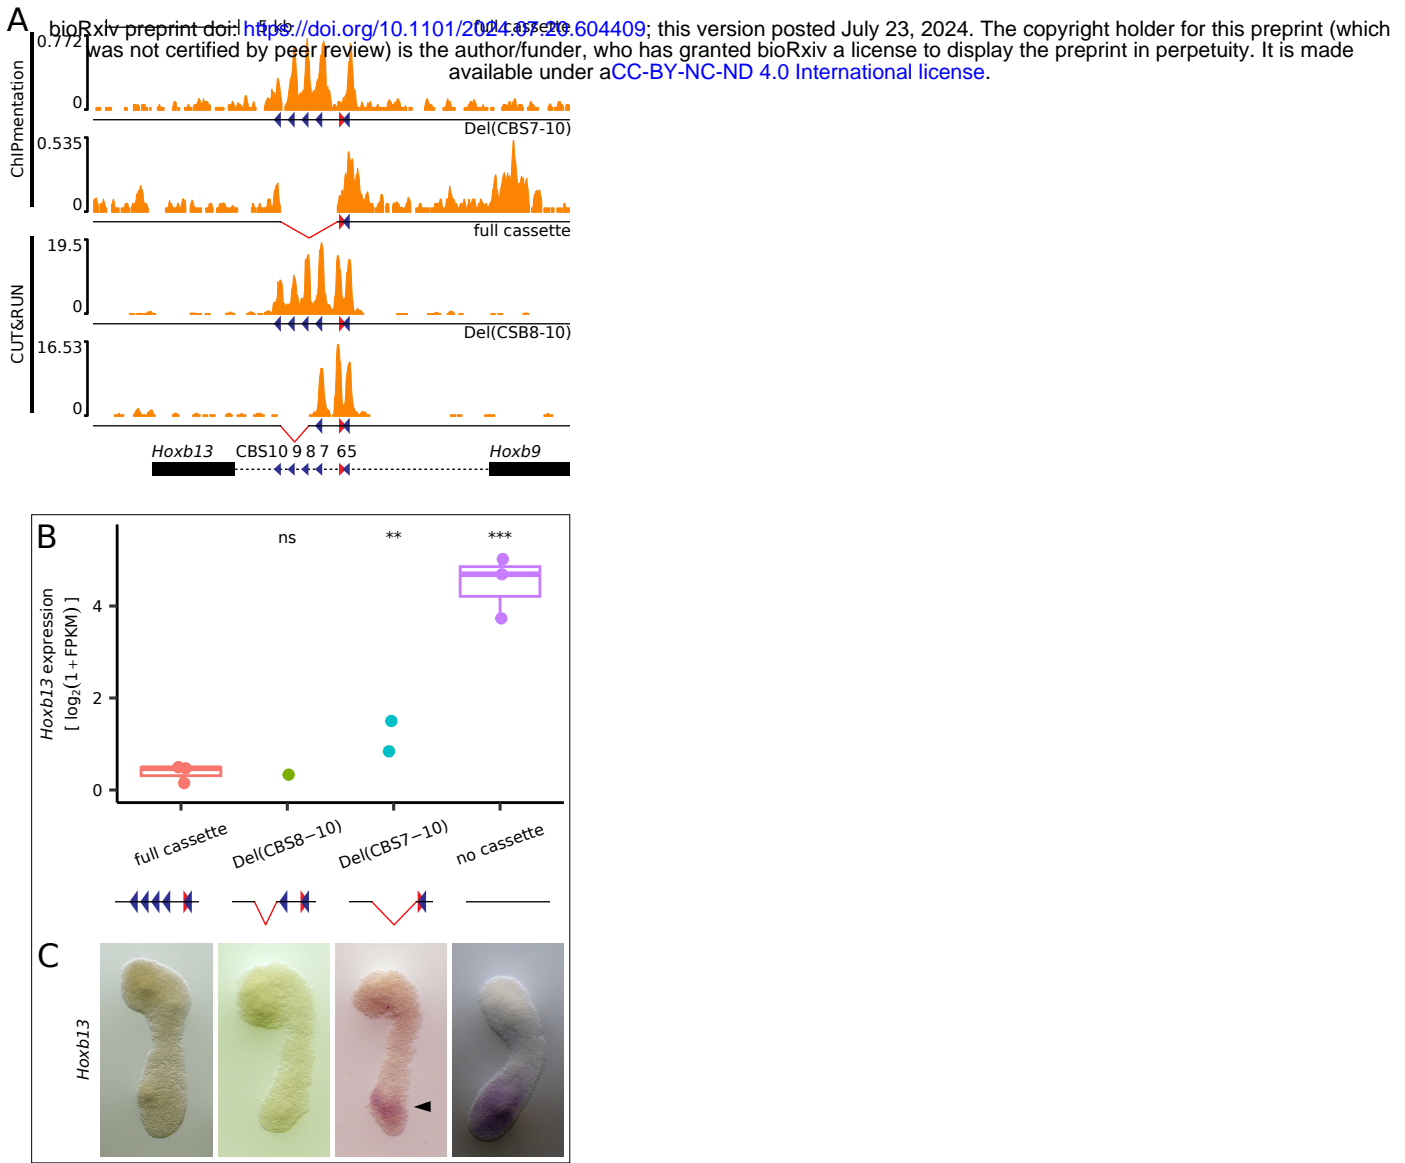 A
bioRxiv preprint doi: https://doi.org/10.1101/2024.07.20.604409; this version posted July 23, 2024. The copyright holder for this preprint (which
was not certified by peer review) is the author/funder, who has granted bioRxiv a license to display the preprint in perpetuity. It is made
available under aCC-BY-NC-ND 4.0 International license.
5 kb
full cassette
ChIPmentation
0.772
0
Del(CBS7-10)
0.535
0
full cassette
CUT&RUN
19.5
0
Del(CSB8-10)
16.53
0
Hoxb13 CBS10 9 8 7 65 Hoxb9
B
ns ** ***
Hoxb13 expression
[ log₂(1+FPKM) ]
4
2
0
full cassette Del(CBS8−10) Del(CBS7−10) no cassette
C
Hoxb13